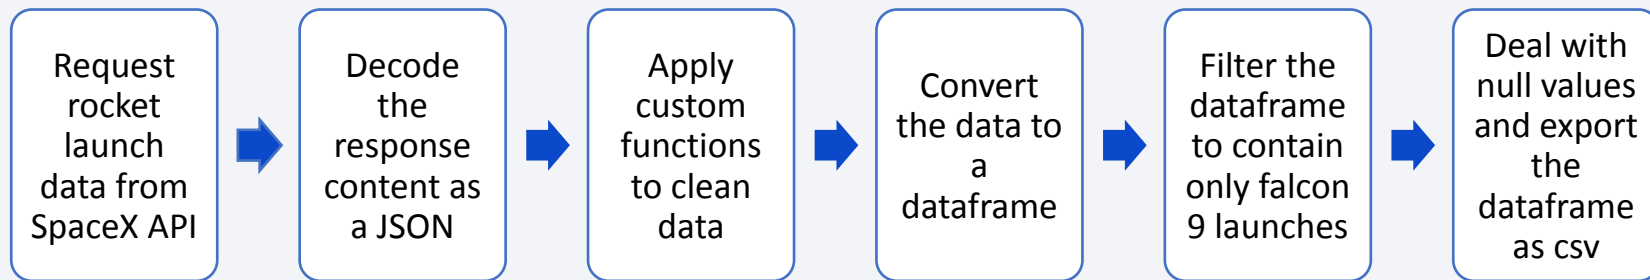 Request
rocket
launch
data from
SpaceX API
Decode
the
response
content as
a JSON
Apply
custom
functions
to clean
data
Convert
the data to
a
dataframe
Filter the
dataframe
to contain
only falcon
9 launches
Deal with
null values
and export
the
dataframe
as csv